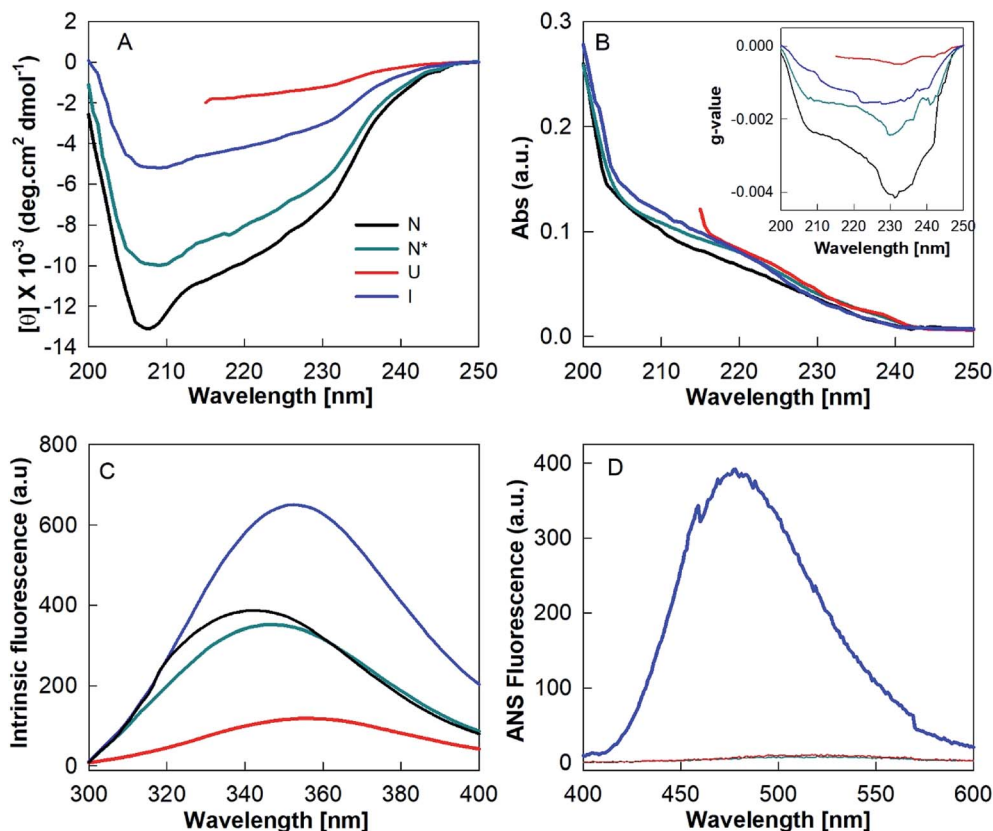 A
[θ] X 10⁻³ (deg.cm² dmol⁻¹)
0
-2
-4
-6
-8
-10
-12
-14
N
N*
U
I
200 210 220 230 240 250
Wavelength [nm]
B
Abs (a.u.)
0.3
0.2
0.1
0.0
200 210 220 230 240 250
Wavelength [nm]
g-value
0.000
-0.002
-0.004
200 210 220 230 240 250
Wavelength [nm]
C
Intrinsic fluorescence (a.u)
800
600
400
200
0
300 320 340 360 380 400
Wavelength [nm]
D
ANS Fluorescence (a.u.)
400
300
200
100
0
400 450 500 550 600
Wavelength [nm]